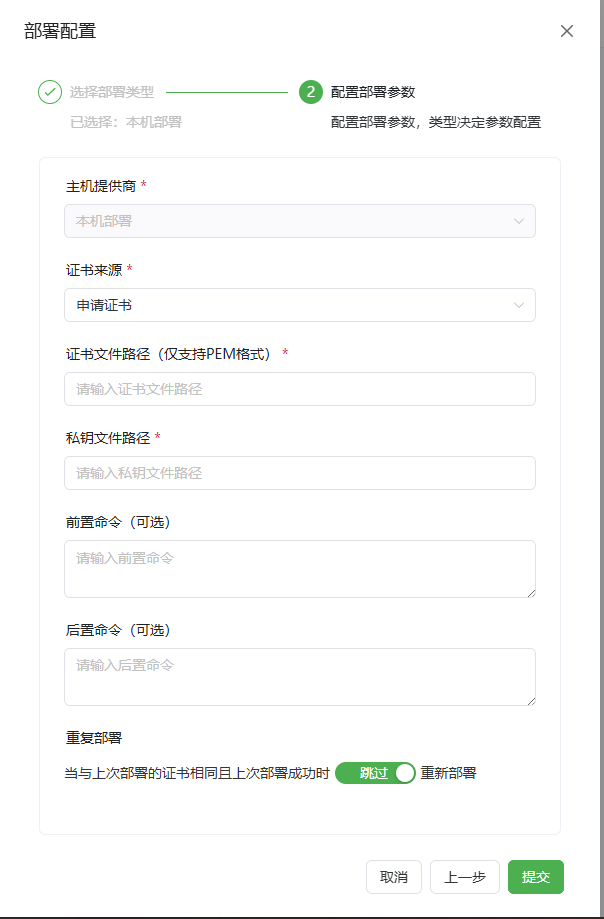 部署配置
选择部署类型
已选择：本机部署
2 配置部署参数
配置部署参数，类型决定参数配置
主机提供商 *
本机部署
证书来源 *
申请证书
证书文件路径（仅支持PEM格式） *
请输入证书文件路径
私钥文件路径 *
请输入私钥文件路径
前置命令（可选）
请输入前置命令
后置命令（可选）
请输入后置命令
重复部署
当与上次部署的证书相同且上次部署成功时 跳过 重新部署
取消 上一步 提交